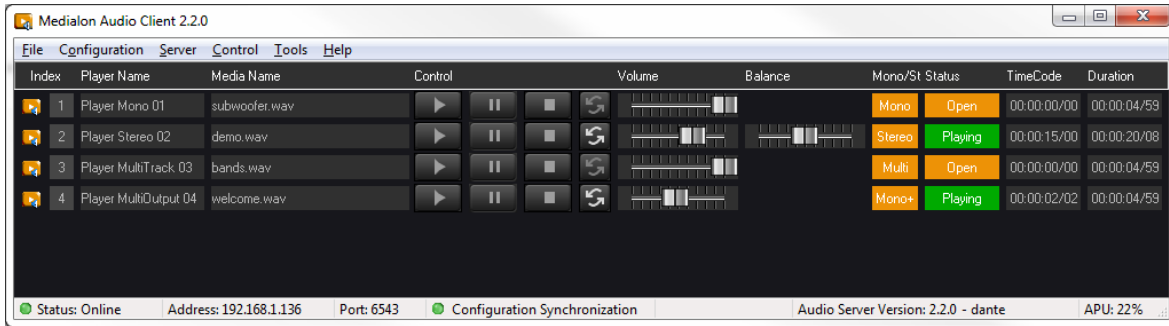 Medialon Audio Client 2.2.0
File Configuration Server Control Tools Help
Index Player Name Media Name Control Volume Balance Mono/St Status TimeCode Duration
1 Player Mono 01 subwoofer.wav Mono Open 00:00:00/00 00:00:04/59
2 Player Stereo 02 demo.wav Stereo Playing 00:00:15/00 00:00:20/08
3 Player MultiTrack 03 bands.wav Multi Open 00:00:00/00 00:00:04/59
4 Player MultiOutput 04 welcome.wav Mono+ Playing 00:00:02/02 00:00:04/59
Status: Online Address: 192.168.1.136 Port: 6543 Configuration Synchronization Audio Server Version: 2.2.0 - dante APU: 22%